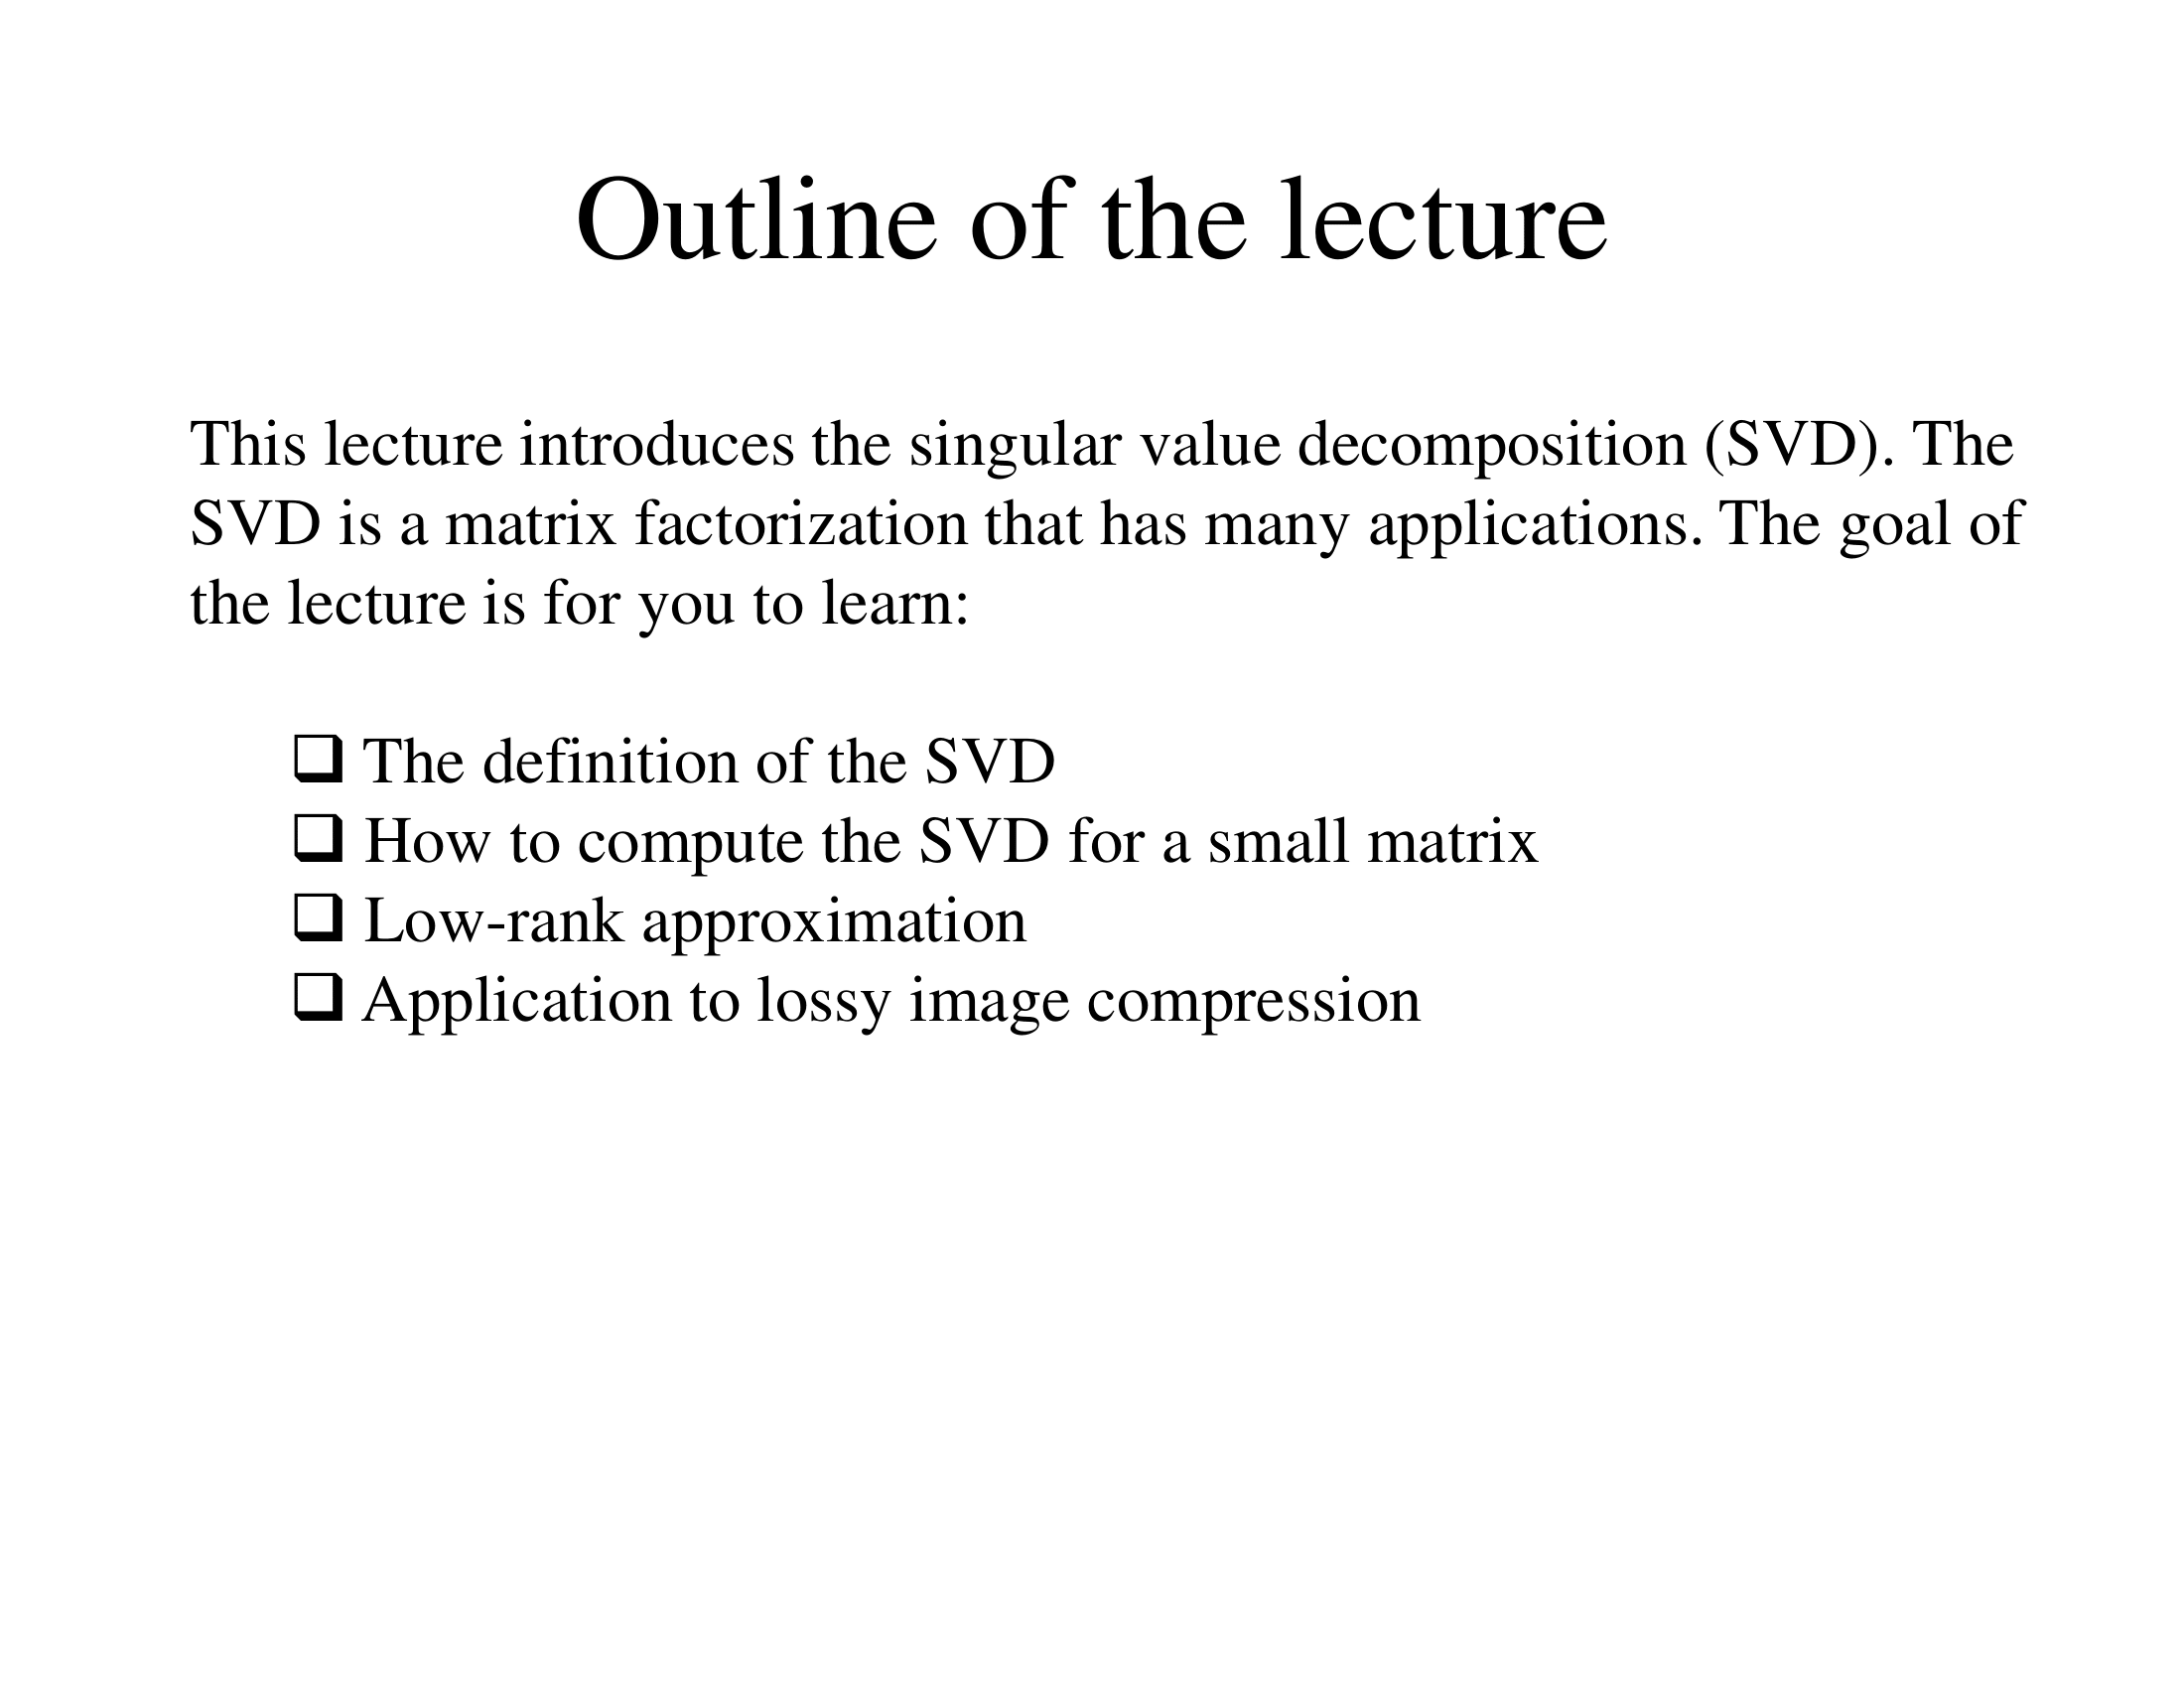 Outline of the lecture
This lecture introduces the singular value decomposition (SVD). The
SVD is a matrix factorization that has many applications. The goal of
the lecture is for you to learn:
❑ The definition of the SVD
❑ How to compute the SVD for a small matrix
❑ Low-rank approximation
❑ Application to lossy image compression